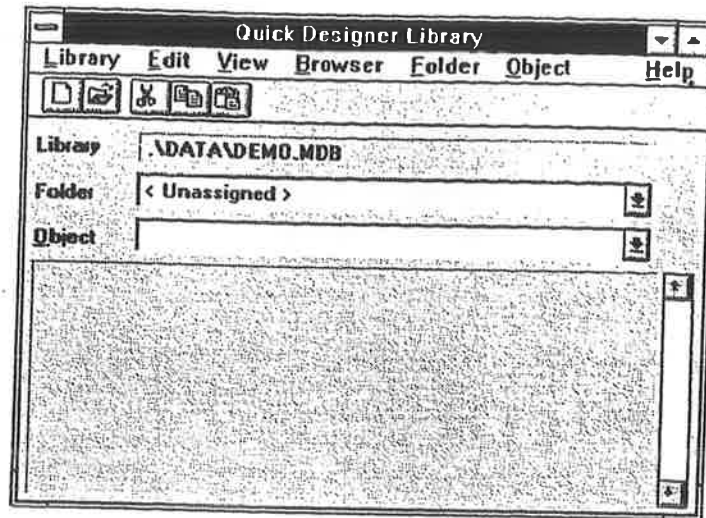 Quick Designer Library
Library Edit View Browser Folder Object Help
Library .\DATA\DEMO.MDB
Folder < Unassigned >
Object